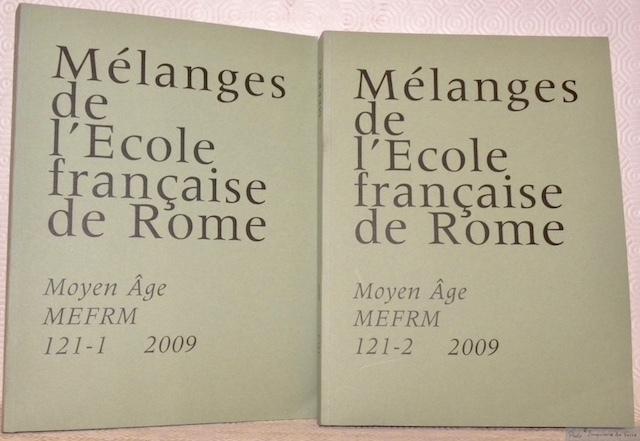 Mélanges
de
l'Ecole
française
de Rome
Moyen Âge
MEFRM
121-1 2009
Mélanges
de
l'Ecole
française
de Rome
Moyen Âge
MEFRM
121-2 2009